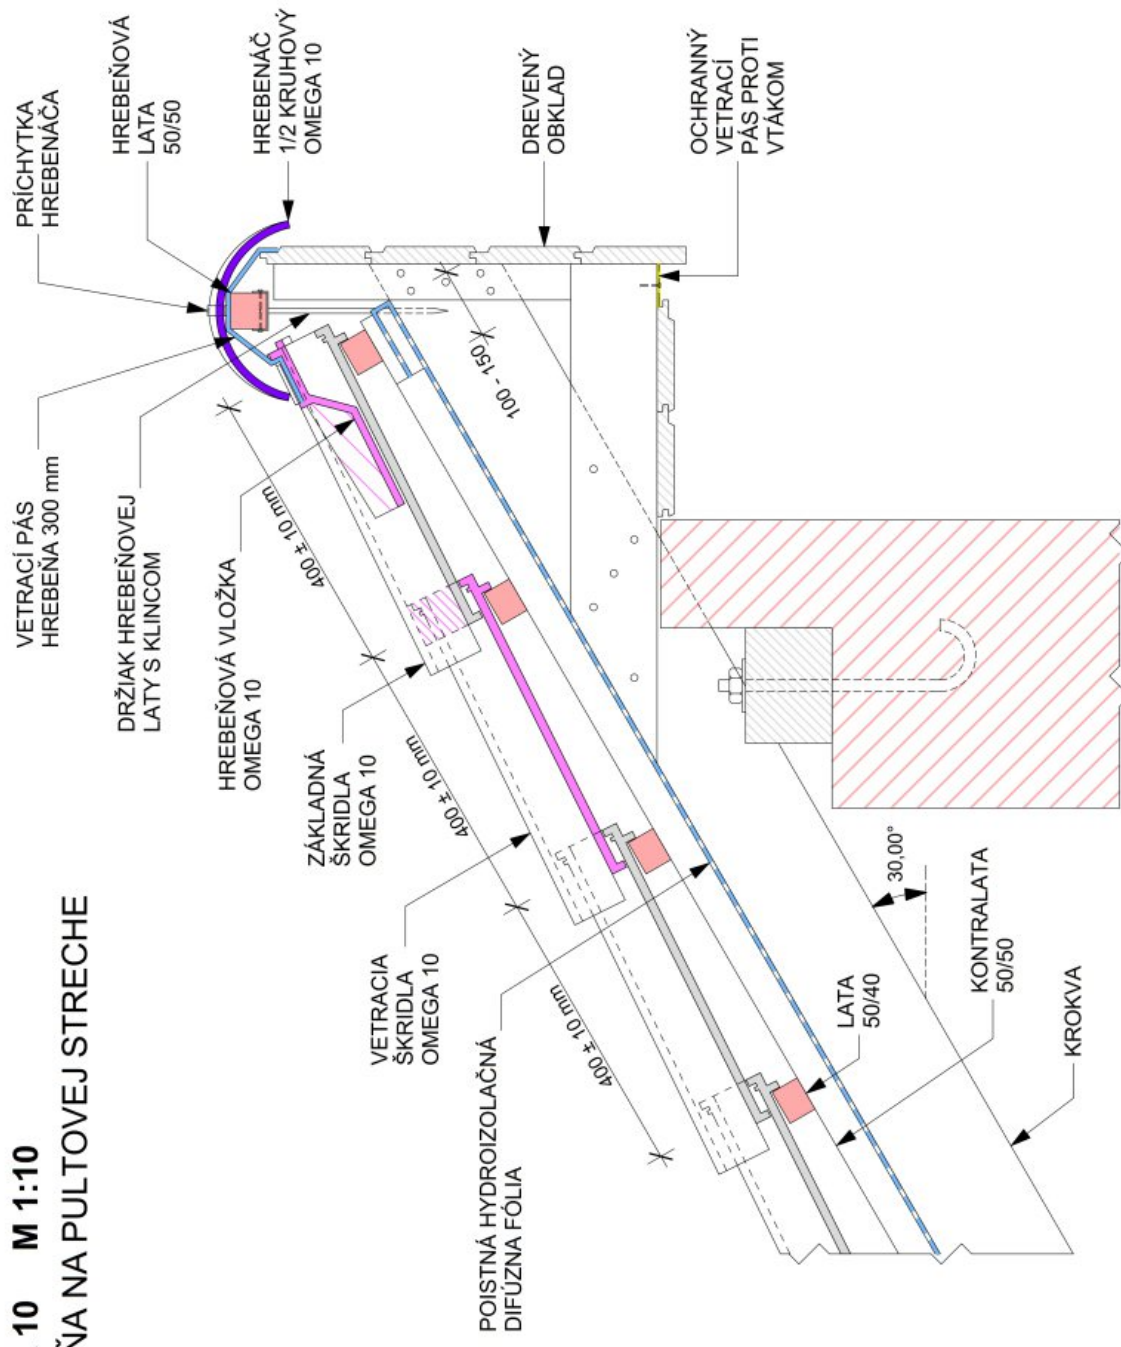 10 M 1:10
ŇA NA PULTOVEJ STRECHE
VETRACÍ PÁS
HREBEŇA 300 mm
PRÍCHYTKA
HREBENÁČA
HREBEŇOVÁ
LATA
50/50
HREBENÁČ
1/2 KRUHOVÝ
OMEGA 10
DREVENÝ
OBKLAD
OCHRANNÝ
VETRACÍ
PÁS PROTI
VTÁKOM
DRŽIAK HREBEŇOVEJ
LATY S KLINCOM
HREBEŇOVÁ VLOŽKA
OMEGA 10
ZÁKLADNÁ
ŠKRIDLA
OMEGA 10
VETRACIA
ŠKRIDLA
OMEGA 10
POISTNÁ HYDROIZOLAČNÁ
DIFÚZNA FÓLIA
400 ± 10 mm
400 ± 10 mm
400 ± 10 mm
100 - 150
30,00°
LATA
50/40
KONTRALATA
50/50
KROKVA